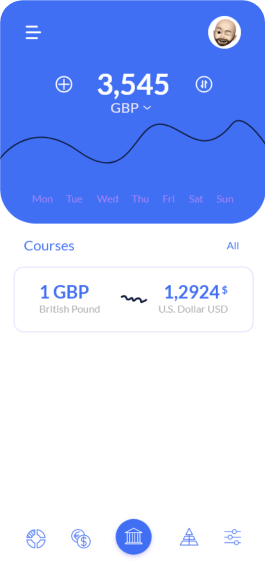 3,545
GBP
Mon Tue Wed Thu Fri Sat Sun
Courses All
1 GBP 1,2924 $
British Pound U.S. Dollar USD